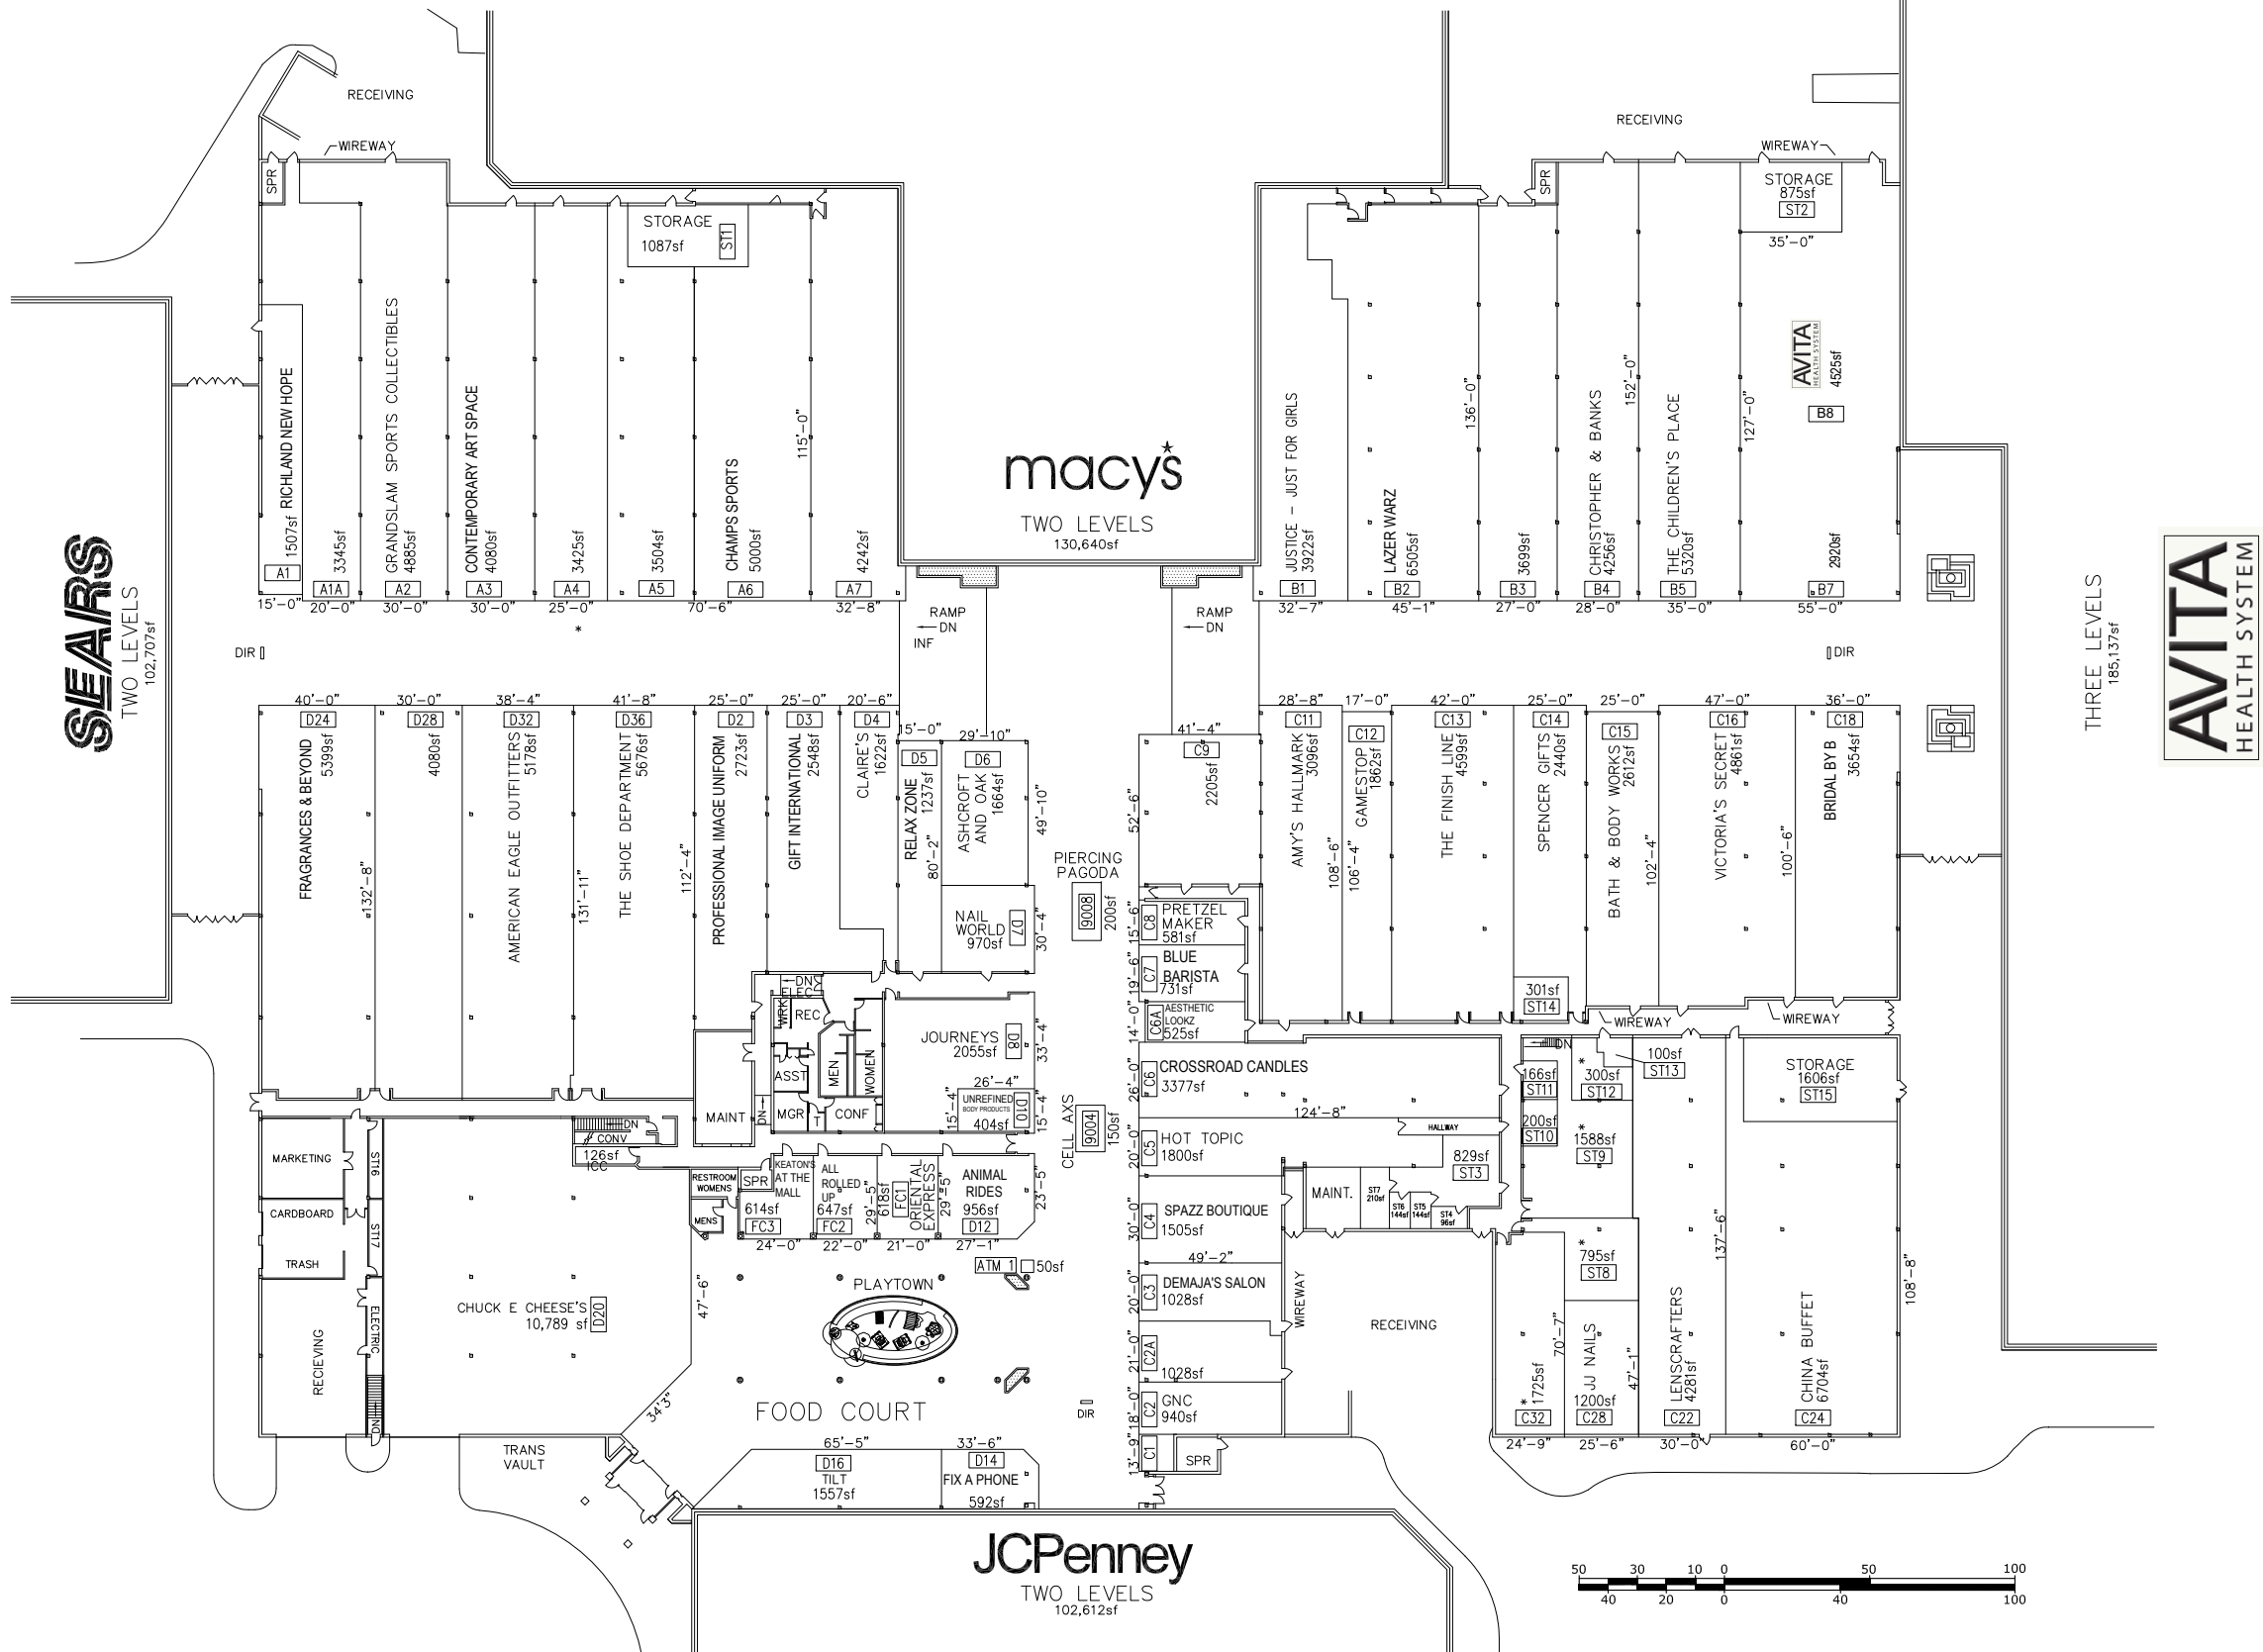 RECEIVING
WIREWAY
SPR
STORAGE
1087sf
ST1
RICHLAND NEW HOPE
1507sf
A1
15'-0"
3345sf
A1A
20'-0"
GRANDSLAM SPORTS COLLECTIBLES
4885sf
A2
30'-0"
CONTEMPORARY ART SPACE
4080sf
A3
30'-0"
3425sf
A4
25'-0"
*
3504sf
A5
70'-6"
CHAMPS SPORTS
5000sf
A6
115'-0"
4242sf
A7
32'-8"
macy's
TWO LEVELS
130,640sf
RECEIVING
WIREWAY
SPR
STORAGE
875sf
ST2
35'-0"
JUSTICE - JUST FOR GIRLS
3922sf
B1
32'-7"
LAZER WARZ
6505sf
B2
45'-1"
136'-0"
3699sf
B3
27'-0"
CHRISTOPHER & BANKS
4256sf
B4
28'-0"
152'-0"
THE CHILDREN'S PLACE
5320sf
B5
35'-0"
127'-0"
AVITA
HEALTH SYSTEM
4525sf
B8
2920sf
B7
55'-0"
SEARS
TWO LEVELS
102,707sf
DIR
RAMP
DN
INF
RAMP
DN
DIR
THREE LEVELS
185,137sf
AVITA
HEALTH SYSTEM
40'-0"
D24
FRAGRANCES & BEYOND
5399sf
132'-8"
30'-0"
D28
4080sf
38'-4"
D32
AMERICAN EAGLE OUTFITTERS
5178sf
131'-11"
41'-8"
D36
THE SHOE DEPARTMENT
5676sf
112'-4"
25'-0"
D2
PROFESSIONAL IMAGE UNIFORM
2723sf
25'-0"
D3
GIFT INTERNATIONAL
2548sf
20'-6"
D4
CLAIRE'S
1622sf
15'-0"
D5
RELAX ZONE
1237sf
80'-2"
29'-10"
D6
ASHCROFT
AND OAK
1664sf
49'-10"
NAIL
WORLD
970sf
D7
30'-4"
PIERCING
PAGODA
9008
200sf
41'-4"
C9
2205sf
52'-6"
28'-8"
C11
AMY'S HALLMARK
3096sf
108'-6"
17'-0"
C12
GAMESTOP
1862sf
106'-4"
42'-0"
C13
THE FINISH LINE
4599sf
25'-0"
C14
SPENCER GIFTS
2440sf
25'-0"
C15
BATH & BODY WORKS
2612sf
102'-4"
47'-0"
C16
VICTORIA'S SECRET
4861sf
100'-6"
36'-0"
C18
BRIDAL BY B
3654sf
301sf
ST14
WIREWAY
WIREWAY
C8
PRETZEL
MAKER
581sf
15'-6"
C7
BLUE
BARISTA
731sf
19'-6"
C6A
AESTHETIC
LOOKZ
525sf
14'-0"
C6
CROSSROAD CANDLES
3377sf
26'-0"
124'-8"
C5
HOT TOPIC
1800sf
20'-0"
HALLWAY
829sf
ST3
MAINT.
ST7
210sf
ST6
144sf
ST5
144sf
ST4
96sf
C4
SPAZZ BOUTIQUE
1505sf
30'-0"
49'-2"
C3
DEMAJA'S SALON
1028sf
20'-0"
C2A
1028sf
21'-0"
C2
GNC
940sf
18'-0"
C1
13'-9"
SPR
WIREWAY
RECEIVING
DN
166sf
ST11
200sf
ST10
*
300sf
ST12
100sf
ST13
*
1588sf
ST9
*
795sf
ST8
STORAGE
1606sf
ST15
* 1725sf
C32
24'-9"
70'-7"
JJ NAILS
1200sf
C28
25'-6"
47'-1"
LENSCRAFTERS
4281sf
C22
30'-0"
137'-6"
CHINA BUFFET
6704sf
C24
60'-0"
108'-8"
DN
ELEC
WRK
REC
ASST
MEN
WOMEN
MGR
T
CONF
DN
MAINT
JOURNEYS
2055sf
D8
33'-4"
26'-4"
UNREFINED
BODY PRODUCTS
404sf
D10
15'-4"
15'-4"
CELL AXS
9004
150sf
DN
CONV
126sf
ICC
MARKETING
ST16
CARDBOARD
ST17
TRASH
ELECTRIC
RECIEVING
DN
CHUCK E CHEESE'S
10,789 sf
D20
47'-6"
34'3"
RESTROOM
WOMENS
MENS
SPR
KEATON'S
AT THE
MALL
614sf
FC3
24'-0"
ALL
ROLLED
UP
647sf
FC2
22'-0"
29'-5"
618sf
FC1
ORIENTAL
EXPRESS
21'-0"
29'-5"
ANIMAL
RIDES
956sf
D12
27'-1"
23'-5"
ATM 1
50sf
PLAYTOWN
FOOD COURT
DIR
TRANS
VAULT
65'-5"
D16
TILT
1557sf
33'-6"
D14
FIX A PHONE
592sf
JCPenney
TWO LEVELS
102,612sf
50 30 10 0 50 100
40 20 0 40 100